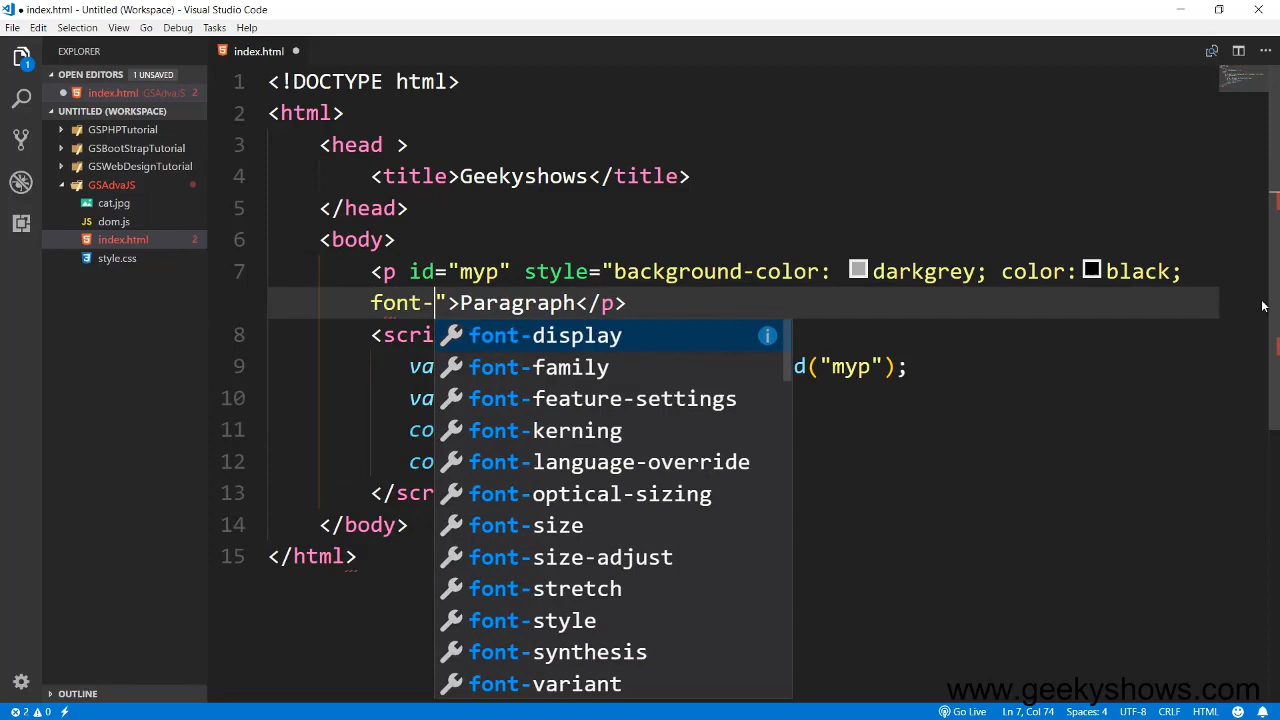 index.html - Untitled (Workspace) - Visual Studio Code
File Edit Selection View Go Debug Tasks Help
EXPLORER
index.html
OPEN EDITORS 1 UNSAVED
index.html GSAdvaJS 2
UNTITLED (WORKSPACE)
GSPHPTutorial
GSBootStrapTutorial
GSWebDesignTutorial
GSAdvaJS
cat.jpg
JS dom.js
index.html 2
style.css
OUTLINE
1 <!DOCTYPE html>
2 <html>
3 <head >
4 <title>Geekyshows</title>
5 </head>
6 <body>
7 <p id="myp" style="background-color: darkgrey; color: black;
font-">Paragraph</p>
8 <scri
9 va d("myp");
10 va
11 co
12 co
13 </scr
14 </body>
15 </html>
font-display
font-family
font-feature-settings
font-kerning
font-language-override
font-optical-sizing
font-size
font-size-adjust
font-stretch
font-style
font-synthesis
font-variant
www.geekyshows.com
2 0 Go Live Ln 7, Col 74 Spaces: 4 UTF-8 CRLF HTML